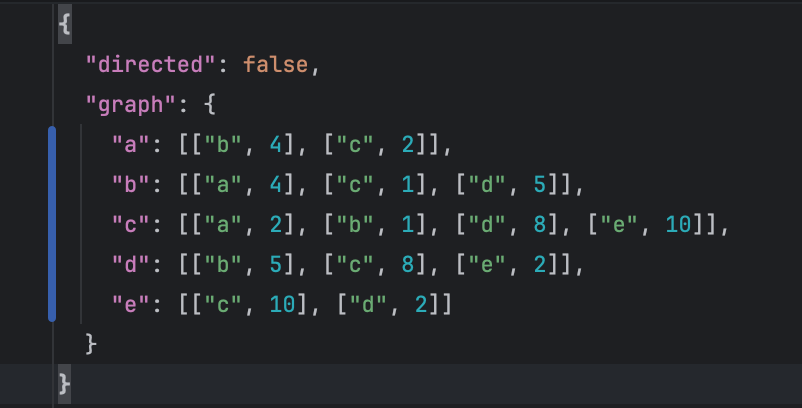 {
  "directed": false,
  "graph": {
    "a": [["b", 4], ["c", 2]],
    "b": [["a", 4], ["c", 1], ["d", 5]],
    "c": [["a", 2], ["b", 1], ["d", 8], ["e", 10]],
    "d": [["b", 5], ["c", 8], ["e", 2]],
    "e": [["c", 10], ["d", 2]]
  }
}